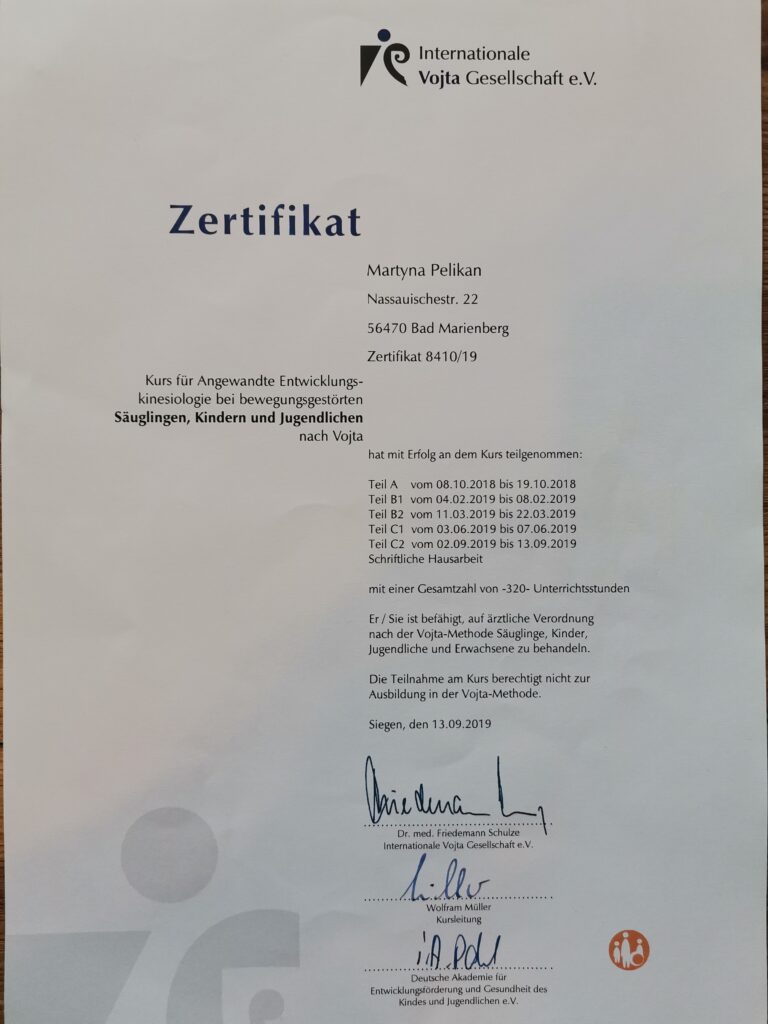 Internationale
Vojta Gesellschaft e.V.
Zertifikat
Martyna Pelikan
Nassauischestr. 22
56470 Bad Marienberg
Zertifikat 8410/19
Kurs für Angewandte Entwicklungs-
kinesiologie bei bewegungsgestörten
Säuglingen, Kindern und Jugendlichen
nach Vojta
hat mit Erfolg an dem Kurs teilgenommen:
Teil A vom 08.10.2018 bis 19.10.2018
Teil B1 vom 04.02.2019 bis 08.02.2019
Teil B2 vom 11.03.2019 bis 22.03.2019
Teil C1 vom 03.06.2019 bis 07.06.2019
Teil C2 vom 02.09.2019 bis 13.09.2019
Schriftliche Hausarbeit
mit einer Gesamtzahl von -320- Unterrichtsstunden
Er / Sie ist befähigt, auf ärztliche Verordnung
nach der Vojta-Methode Säuglinge, Kinder,
Jugendliche und Erwachsene zu behandeln.
Die Teilnahme am Kurs berechtigt nicht zur
Ausbildung in der Vojta-Methode.
Siegen, den 13.09.2019
Dr. med. Friedemann Schulze
Internationale Vojta Gesellschaft e.V.
Wolfram Müller
Kursleitung
Deutsche Akademie für
Entwicklungsförderung und Gesundheit des
Kindes und Jugendlichen e.V.